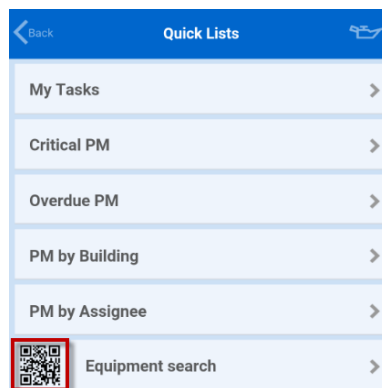 Back
Quick Lists
My Tasks
Critical PM
Overdue PM
PM by Building
PM by Assignee
Equipment search